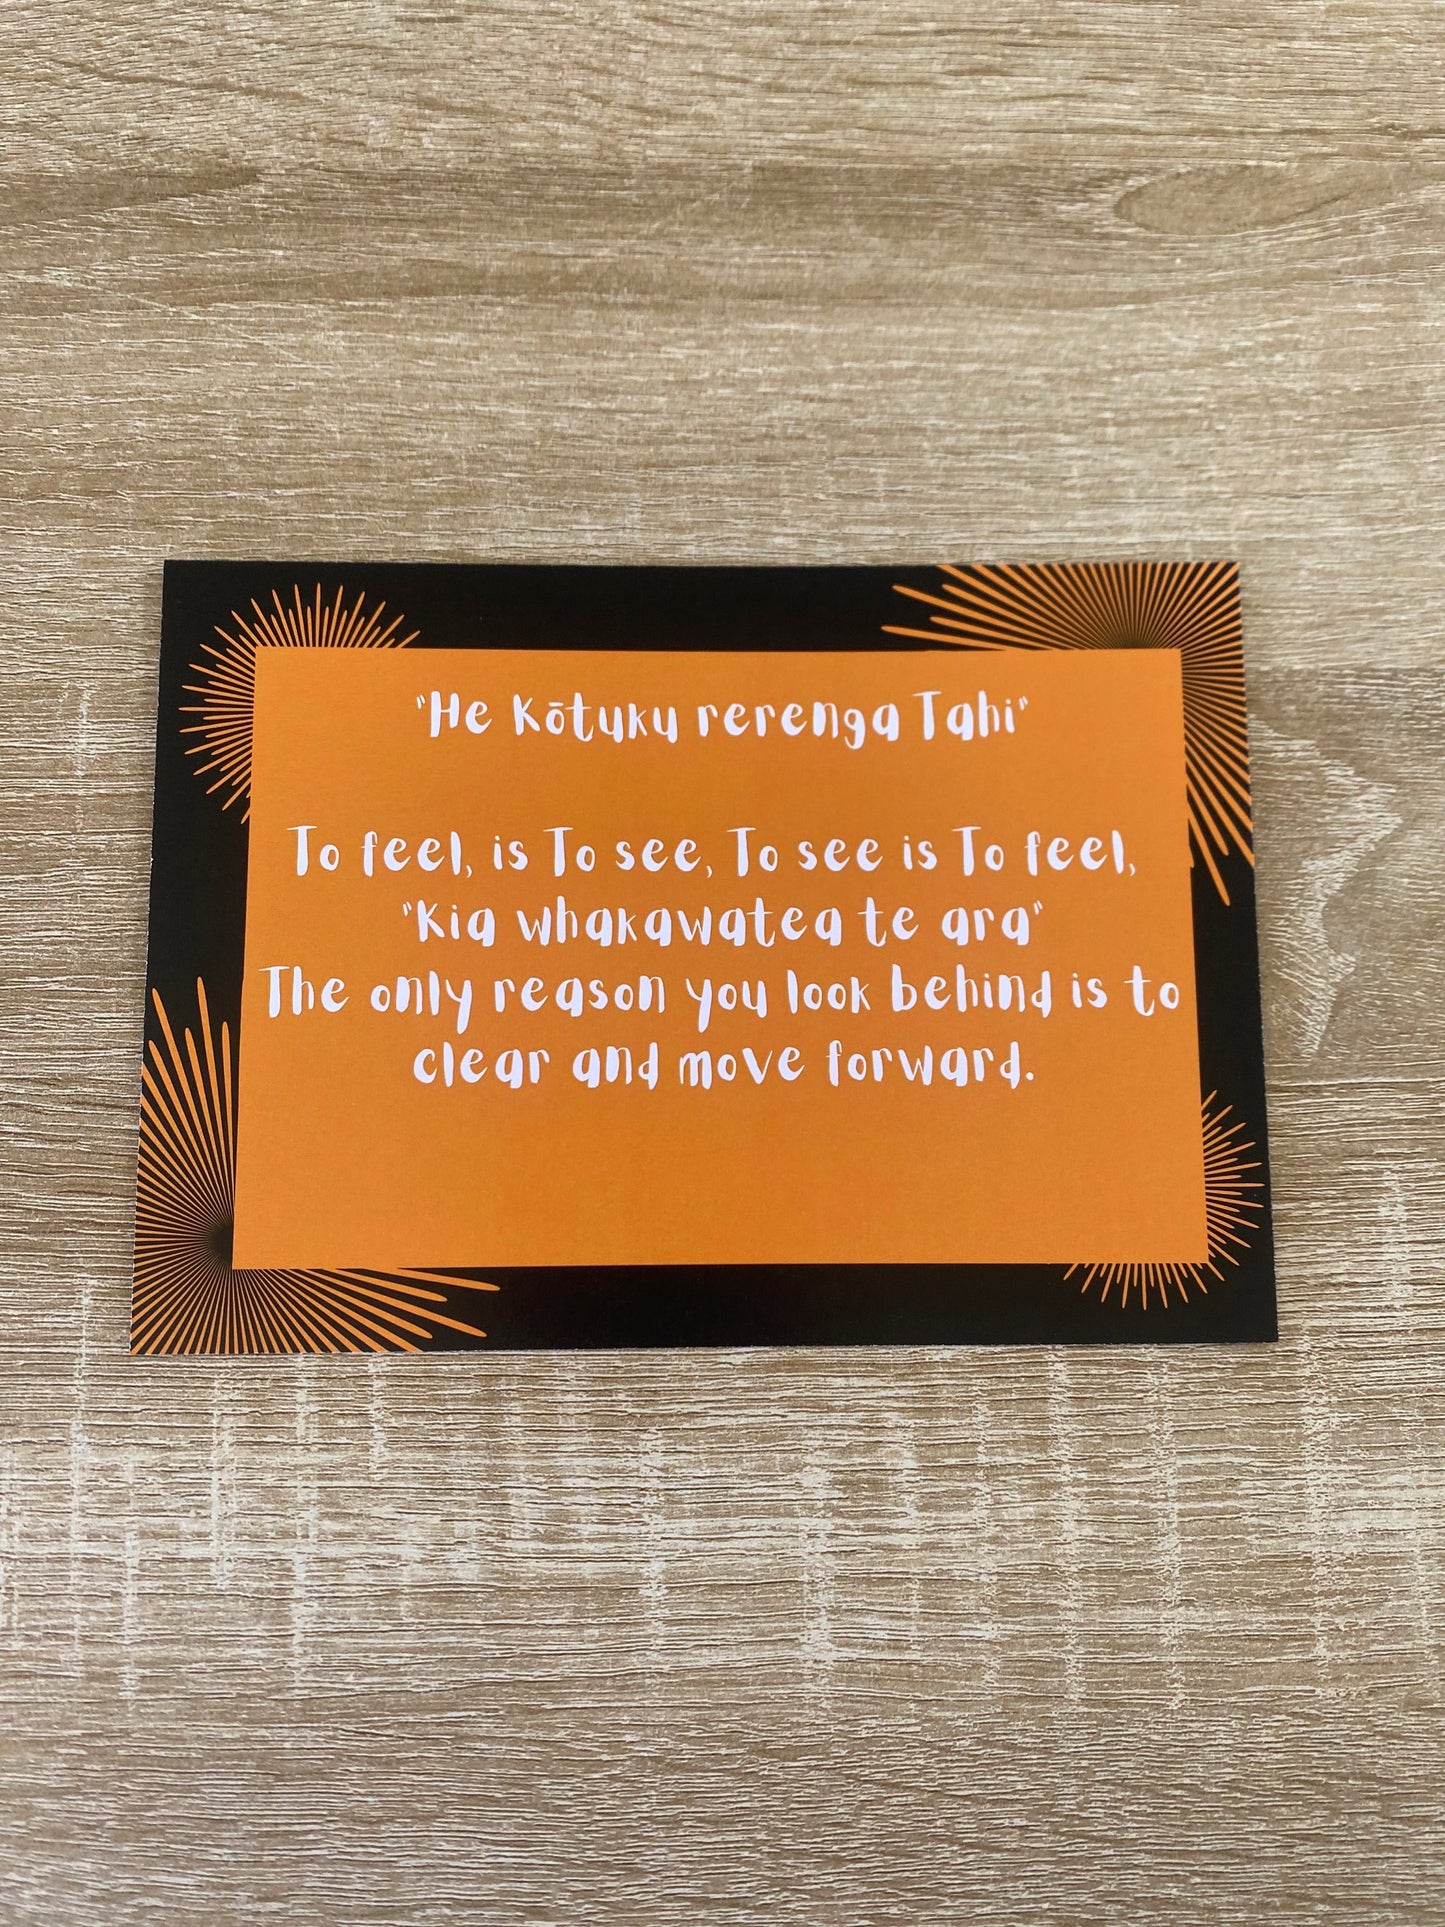 "He Kōtuku rerenga Tahi"
To feel, is To see, To see is To feel,
"Kia whakawatea te ara"
The only reason you look behind is to
clear and move forward.